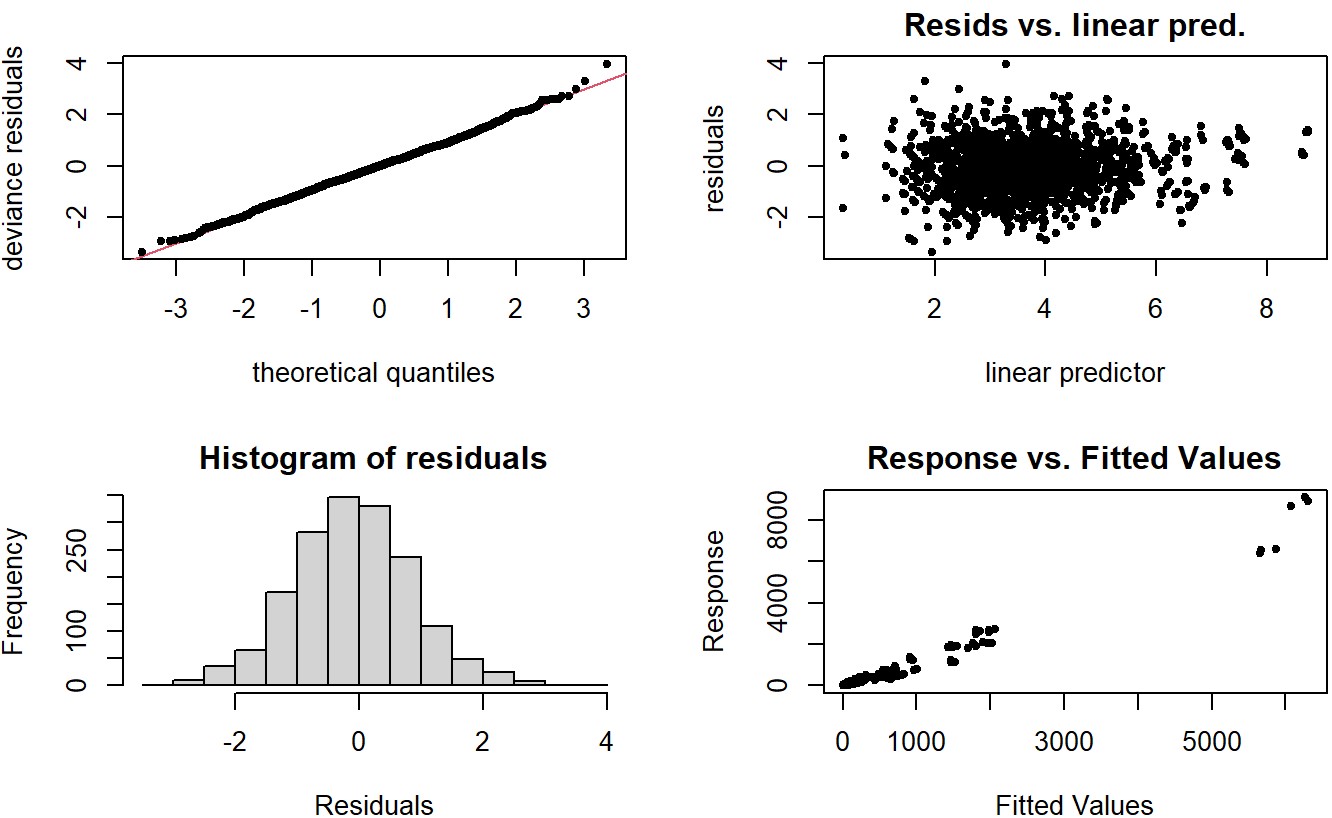 deviance residuals
4
2
0
-2
-3 -2 -1 0 1 2 3
theoretical quantiles
Resids vs. linear pred.
residuals
4
2
0
-2
2 4 6 8
linear predictor
Histogram of residuals
Frequency
250
100
0
-2 0 2 4
Residuals
Response vs. Fitted Values
Response
8000
4000
0
0 1000 3000 5000
Fitted Values